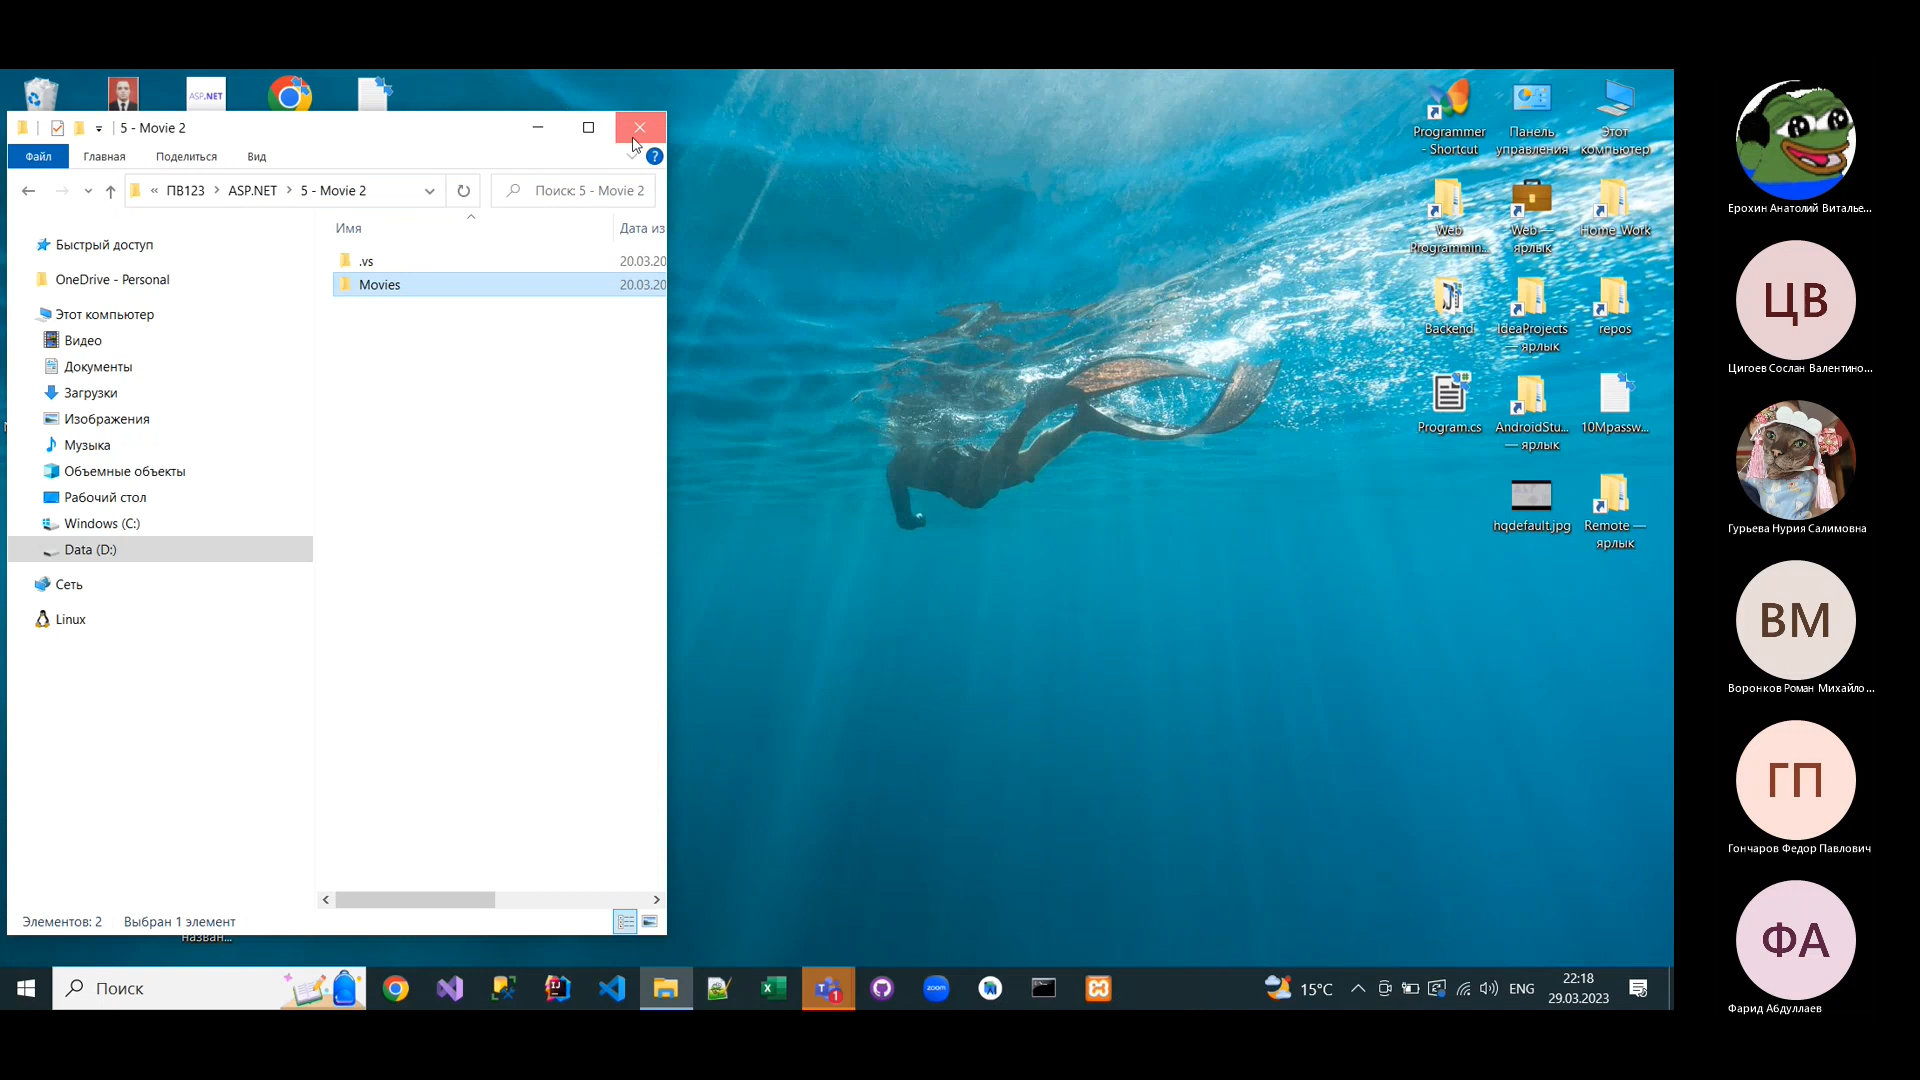 ASP.NET
5 - Movie 2
Файл
Главная
Поделиться
Вид
?
« ПВ123 > ASP.NET > 5 - Movie 2
Поиск: 5 - Movie 2
Имя
Дата из
.vs
20.03.20
Movies
20.03.20
Быстрый доступ
OneDrive - Personal
Этот компьютер
Видео
Документы
Загрузки
Изображения
Музыка
Объемные объекты
Рабочий стол
Windows (C:)
Data (D:)
Сеть
Linux
Элементов: 2
Выбран 1 элемент
назван...
Programmer
- Shortcut
Панель
управления
Этот
компьютер
Web
Programmin...
Web —
ярлык
Home_Work
Backend
IdeaProjects
— ярлык
repos
Program.cs
AndroidStu...
— ярлык
10Mpassw...
hqdefault.jpg
Remote —
ярлык
Поиск
zoom
1
15°C
ENG
22:18
29.03.2023
Ерохин Анатолий Виталье...
ЦВ
Цигоев Сослан Валентино...
Гурьева Нурия Салимовна
ВМ
Воронков Роман Михайло...
ГП
Гончаров Федор Павлович
ФА
Фарид Абдуллаев